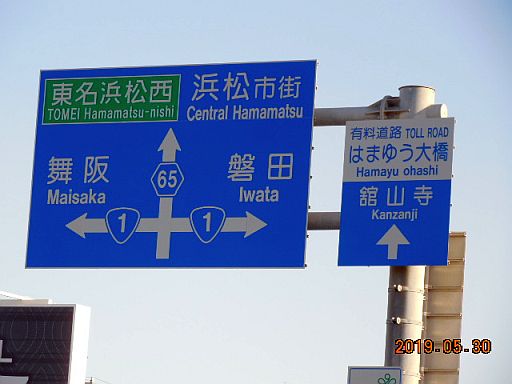 東名浜松西
TOMEI Hamamatsu-nishi
浜松市街
Central Hamamatsu
舞阪
Maisaka
65
磐田
Iwata
1
1
有料道路 TOLL ROAD
はまゆう大橋
Hamayu ohashi
舘山寺
Kanzanji
2019.05.30